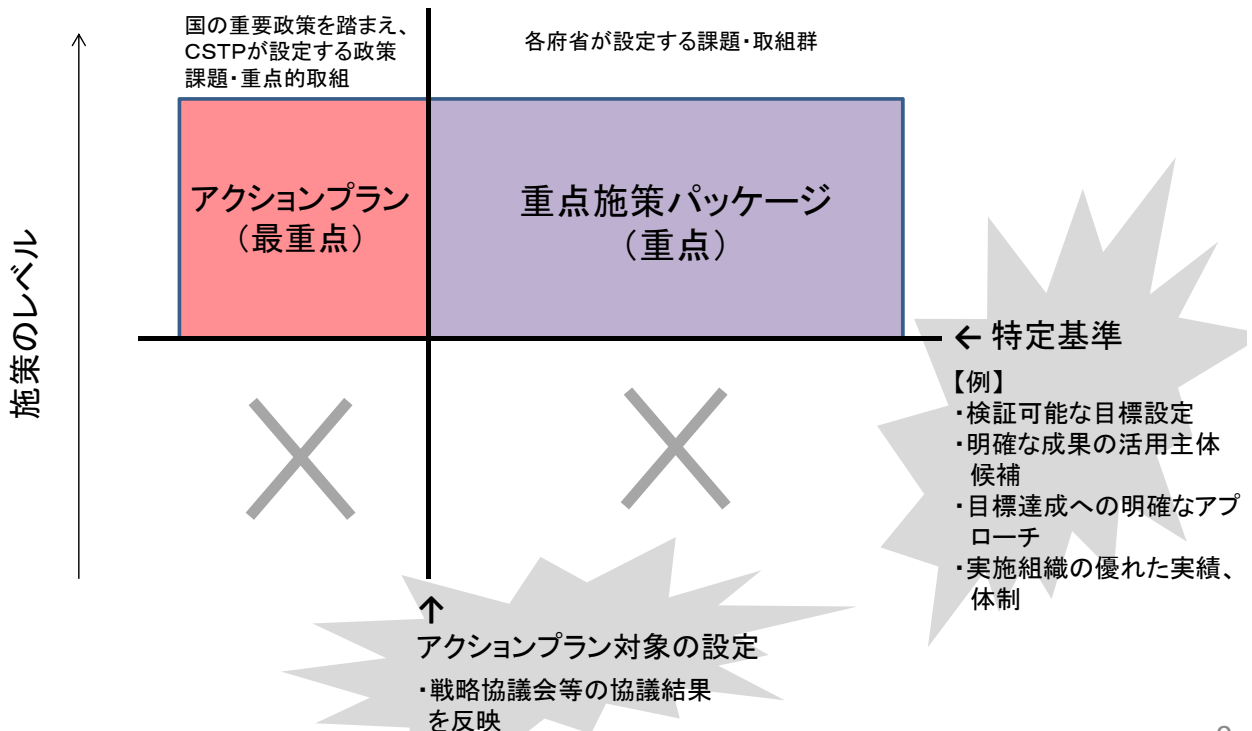 国の重要政策を踏まえ、
CSTPが設定する政策
課題・重点的取組
各府省が設定する課題・取組群
施策のレベル
アクションプラン
（最重点）
重点施策パッケージ
（重点）
← 特定基準
【例】
・検証可能な目標設定
・明確な成果の活用主体
候補
・目標達成への明確なアプ
ローチ
・実施組織の優れた実績、
体制
↑
アクションプラン対象の設定
・戦略協議会等の協議結果
を反映